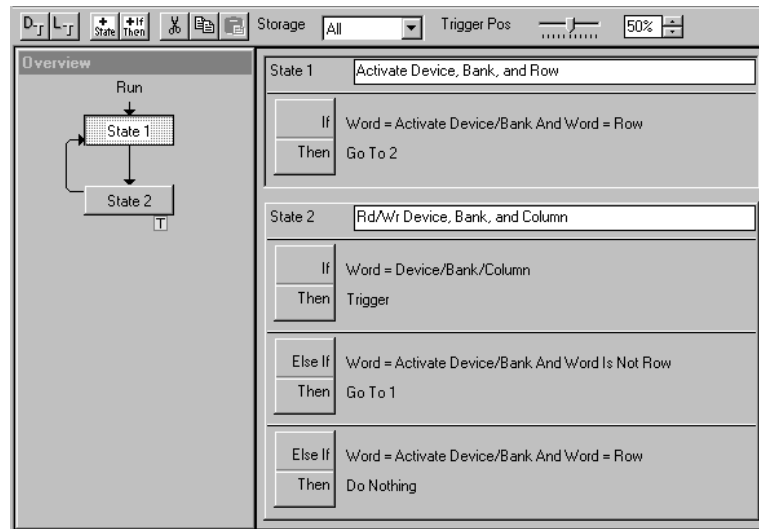 D L + State +If Then Storage All Trigger Pos 50%
Overview
Run
State 1
State 2
T
State 1 Activate Device, Bank, and Row
If Word = Activate Device/Bank And Word = Row
Then Go To 2
State 2 Rd/Wr Device, Bank, and Column
If Word = Device/Bank/Column
Then Trigger
Else If Word = Activate Device/Bank And Word Is Not Row
Then Go To 1
Else If Word = Activate Device/Bank And Word = Row
Then Do Nothing